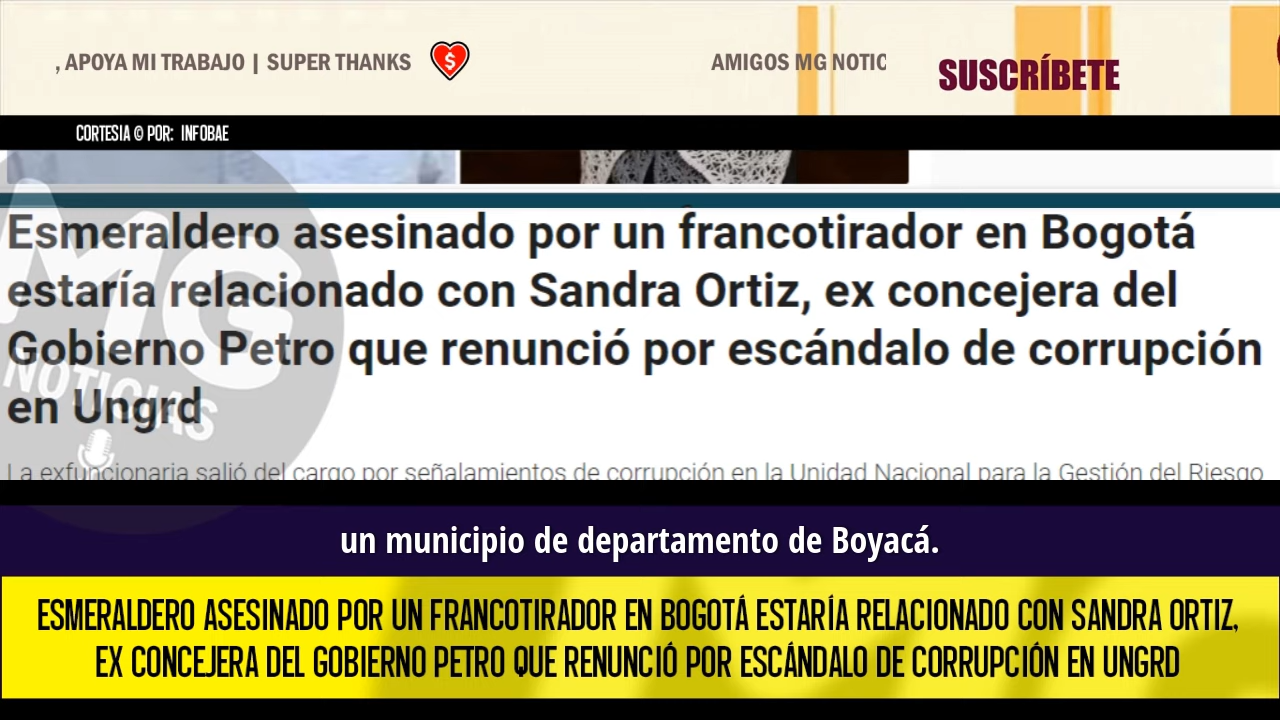 , APOYA MI TRABAJO | SUPER THANKS
$
AMIGOS MG NOTIC
SUSCRÍBETE
CORTESIA © POR: INFOBAE
Esmeraldero asesinado por un francotirador en Bogotá
estaría relacionado con Sandra Ortiz, ex concejera del
Gobierno Petro que renunció por escándalo de corrupción
en Ungrd
MG
NOTICIAS
La exfuncionaria salió del cargo por señalamientos de corrupción en la Unidad Nacional para la Gestión del Riesgo
un municipio de departamento de Boyacá.
ESMERALDERO ASESINADO POR UN FRANCOTIRADOR EN BOGOTÁ ESTARÍA RELACIONADO CON SANDRA ORTIZ,
EX CONCEJERA DEL GOBIERNO PETRO QUE RENUNCIÓ POR ESCÁNDALO DE CORRUPCIÓN EN UNGRD